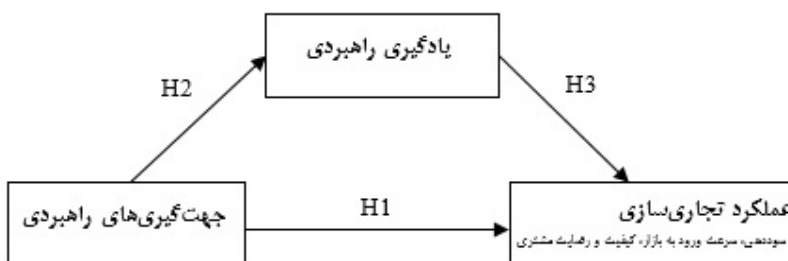 یادگیری راهبردی
H2
H3
جهت‌گیری‌های راهبردی
H1
عملکرد تجاری‌سازی
سوددهی، سرعت ورود به بازار، کیفیت و رضایت مشتری